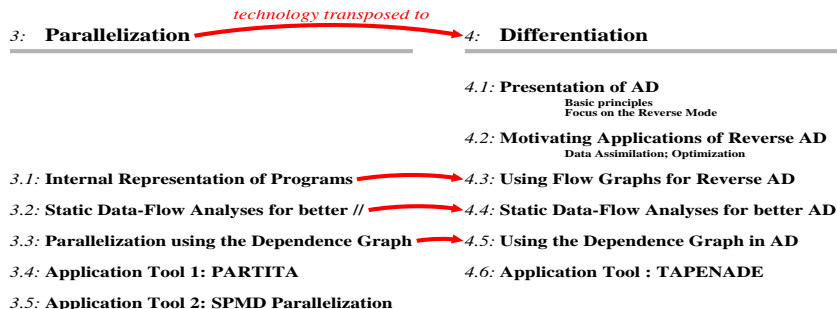 technology transposed to
3: Parallelization
4: Differentiation
4.1: Presentation of AD
Basic principles
Focus on the Reverse Mode
4.2: Motivating Applications of Reverse AD
Data Assimilation; Optimization
3.1: Internal Representation of Programs
4.3: Using Flow Graphs for Reverse AD
3.2: Static Data-Flow Analyses for better //
4.4: Static Data-Flow Analyses for better AD
3.3: Parallelization using the Dependence Graph
4.5: Using the Dependence Graph in AD
3.4: Application Tool 1: PARTITA
4.6: Application Tool : TAPENADE
3.5: Application Tool 2: SPMD Parallelization